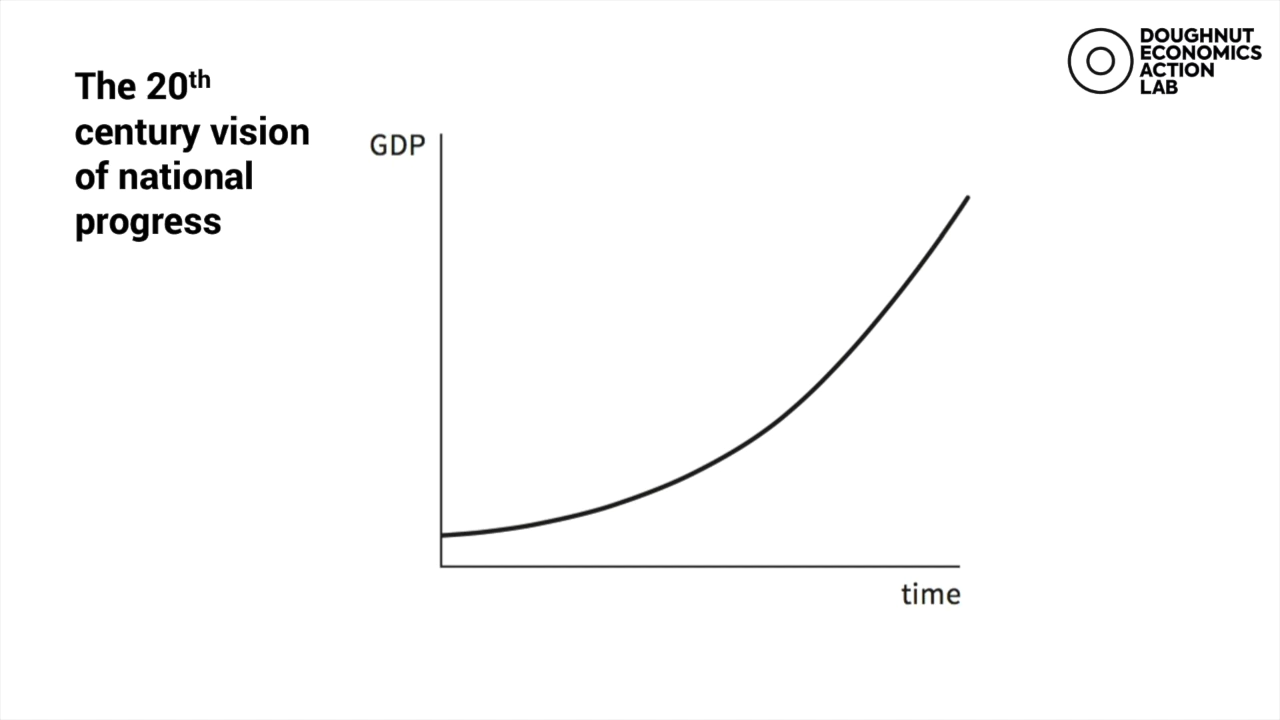 The 20th
century vision
of national
progress
DOUGHNUT
ECONOMICS
ACTION
LAB
GDP
time